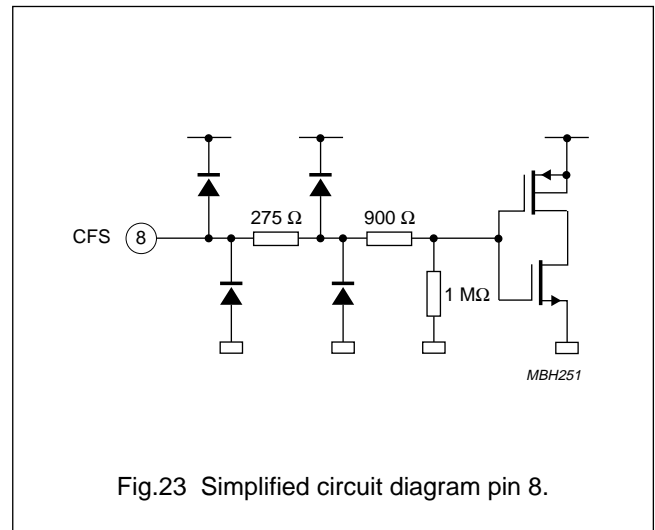 275 Ω
900 Ω
CFS
8
1 MΩ
MBH251
Fig.23 Simplified circuit diagram pin 8.